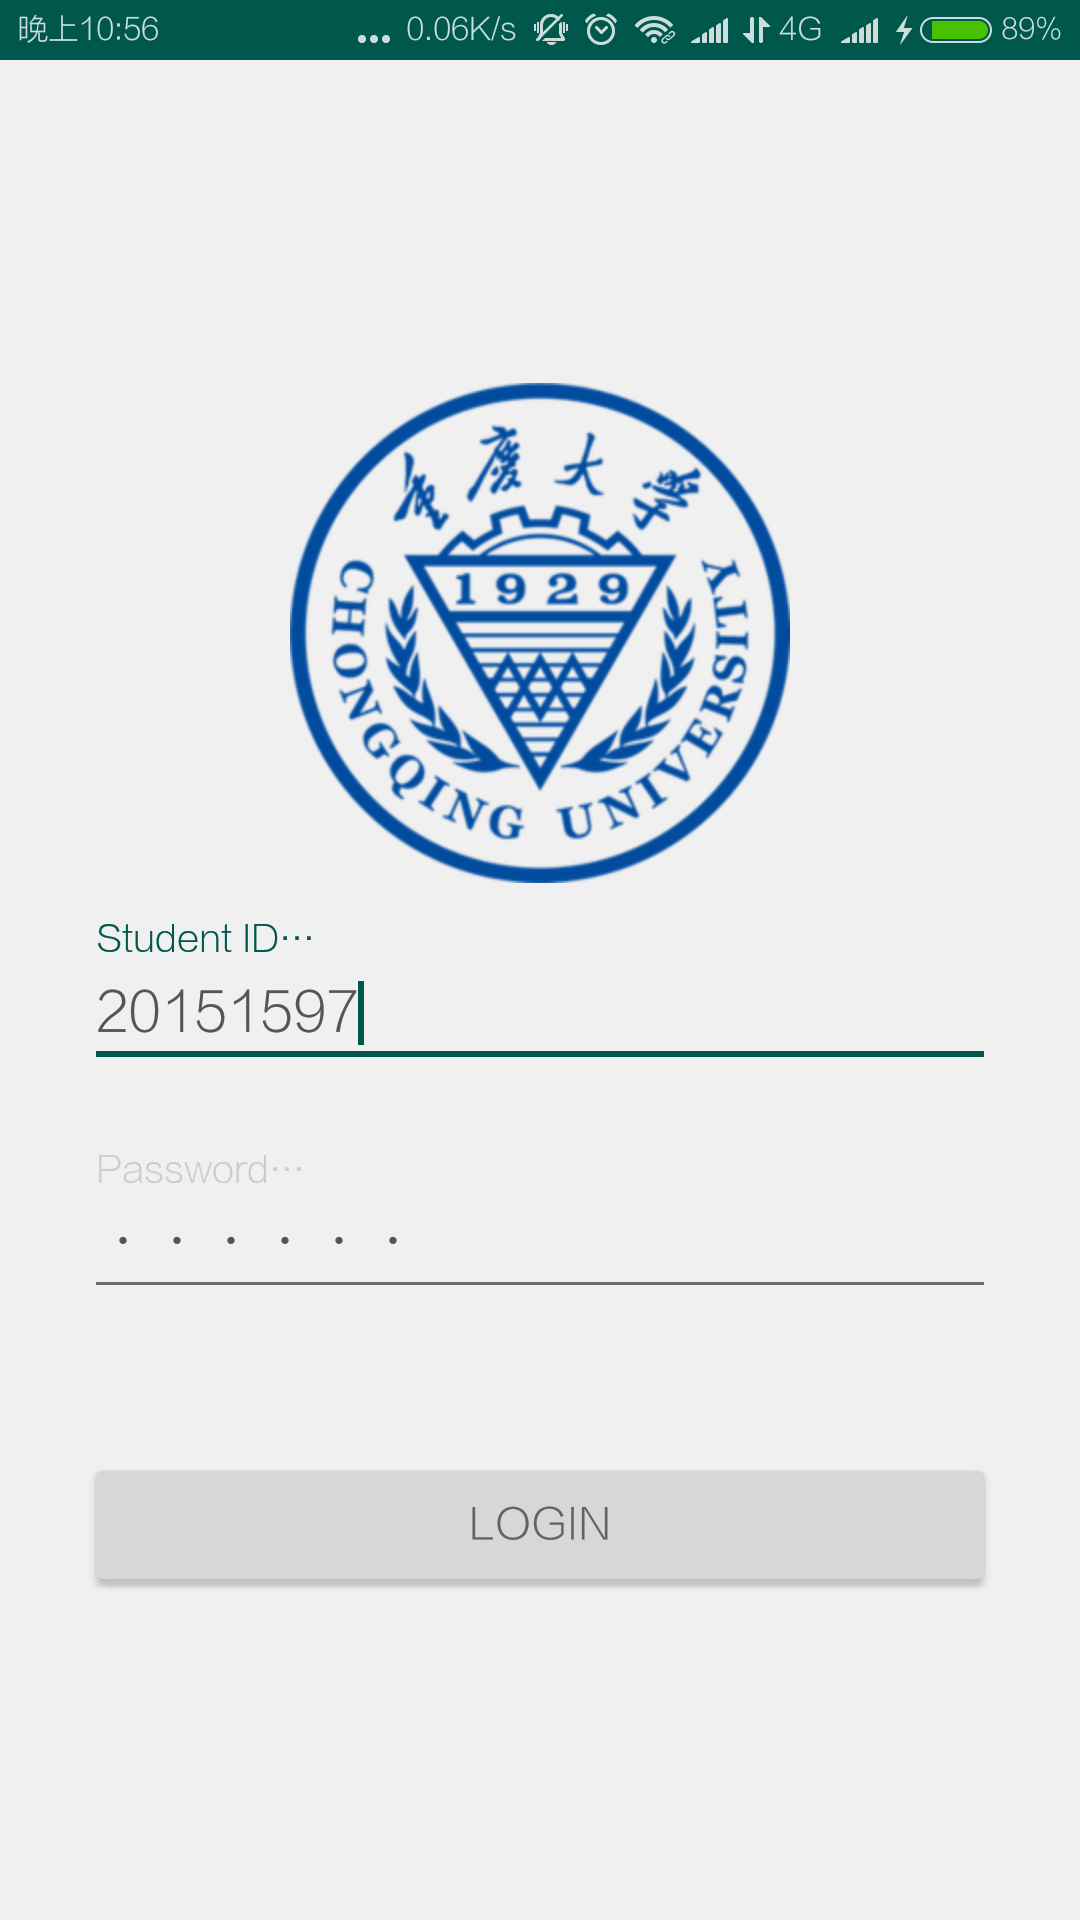 晚上10:56 ... 0.06K/s 4G 89%
重慶大學
1929
CHONGQING UNIVERSITY
Student ID…
20151597
Password…
······
LOGIN